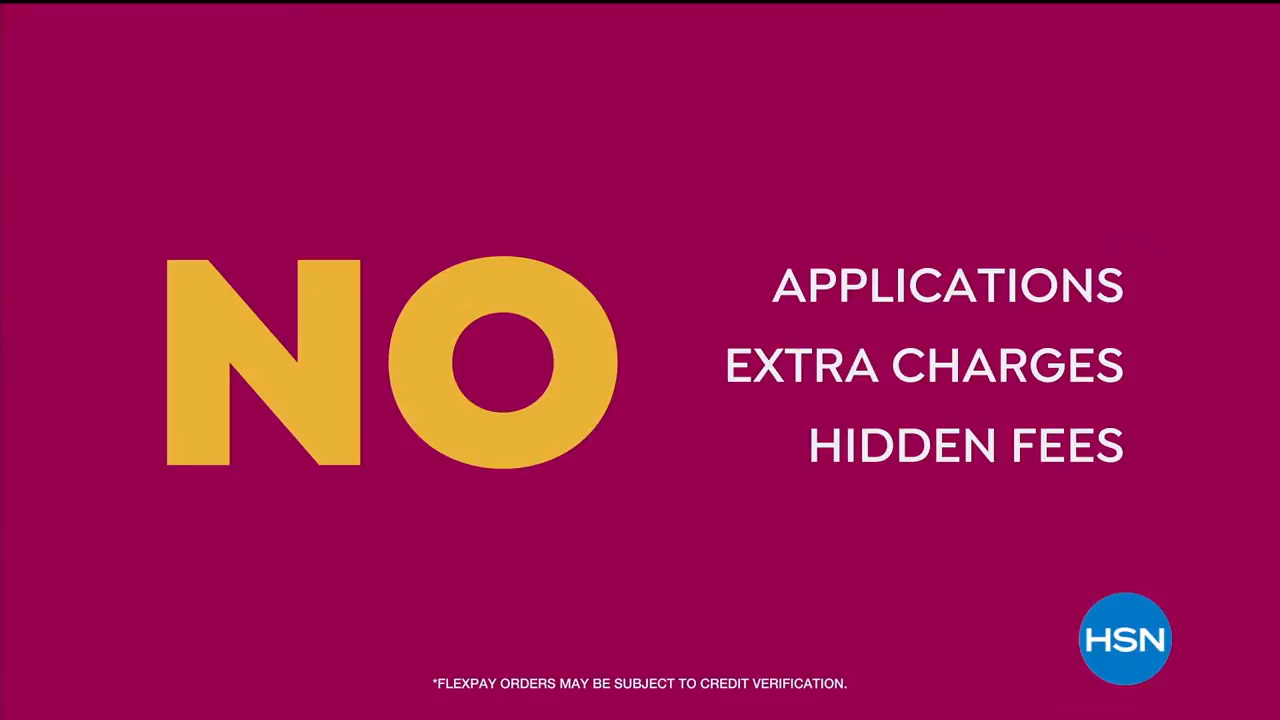 NO
APPLICATIONS
EXTRA CHARGES
HIDDEN FEES
HSN
*FLEXPAY ORDERS MAY BE SUBJECT TO CREDIT VERIFICATION.